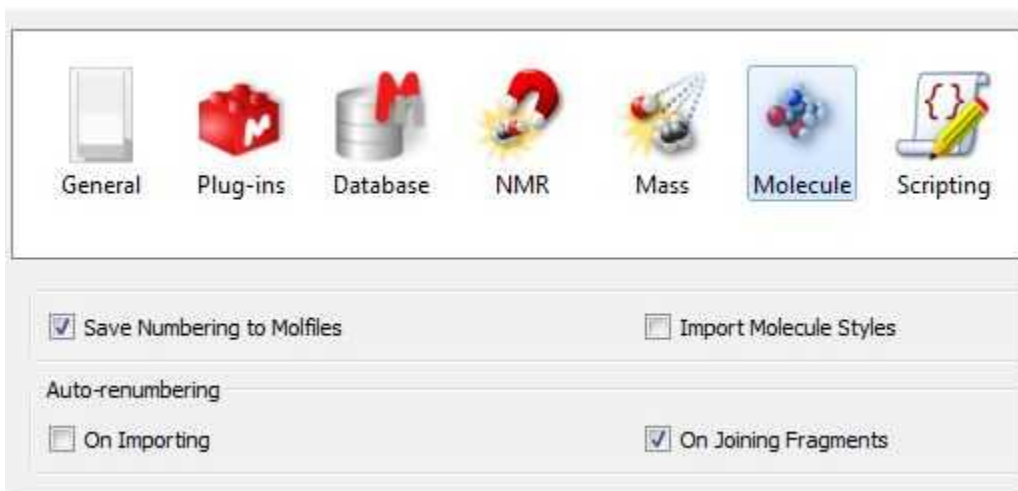 General Plug-ins Database NMR Mass Molecule Scripting
Save Numbering to Molfiles Import Molecule Styles
Auto-renumbering
On Importing On Joining Fragments